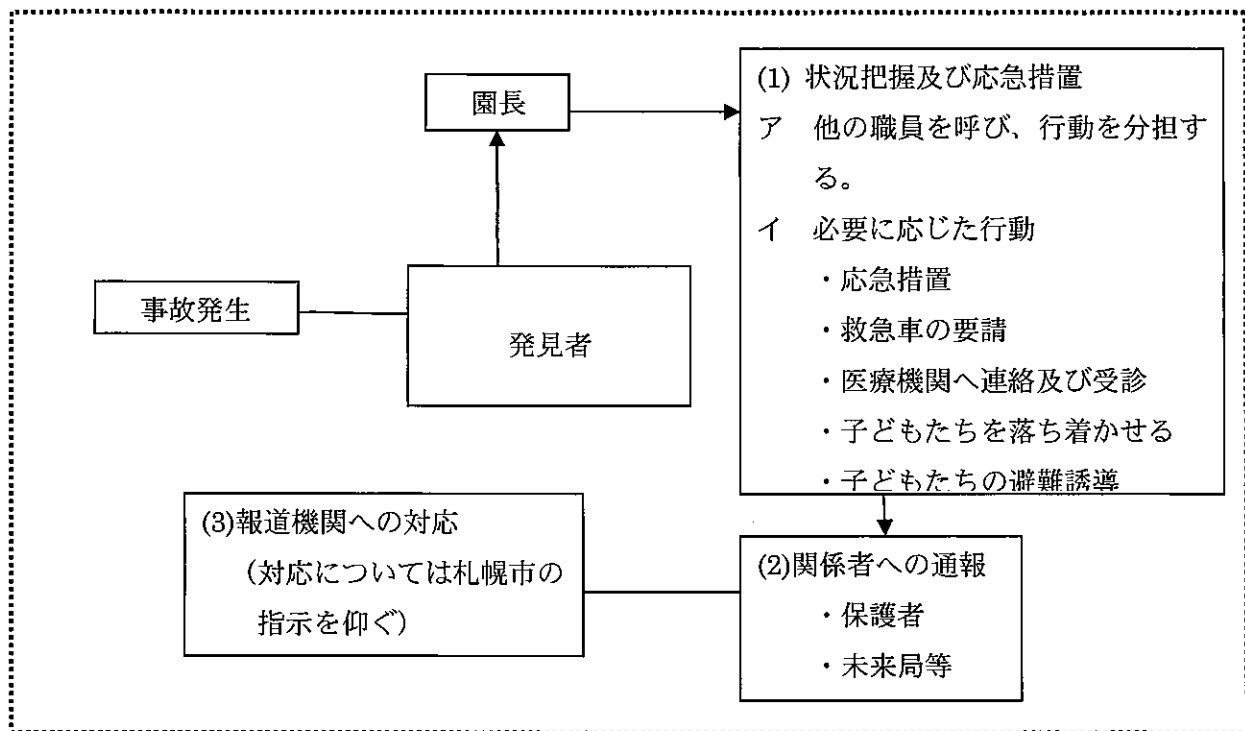 園長
事故発生
発見者
(1) 状況把握及び応急措置
ア 他の職員を呼び、行動を分担す
る。
イ 必要に応じた行動
・応急措置
・救急車の要請
・医療機関へ連絡及び受診
・子どもたちを落ち着かせる
・子どもたちの避難誘導
(2)関係者への通報
・保護者
・未来局等
(3)報道機関への対応
（対応については札幌市の
指示を仰ぐ）